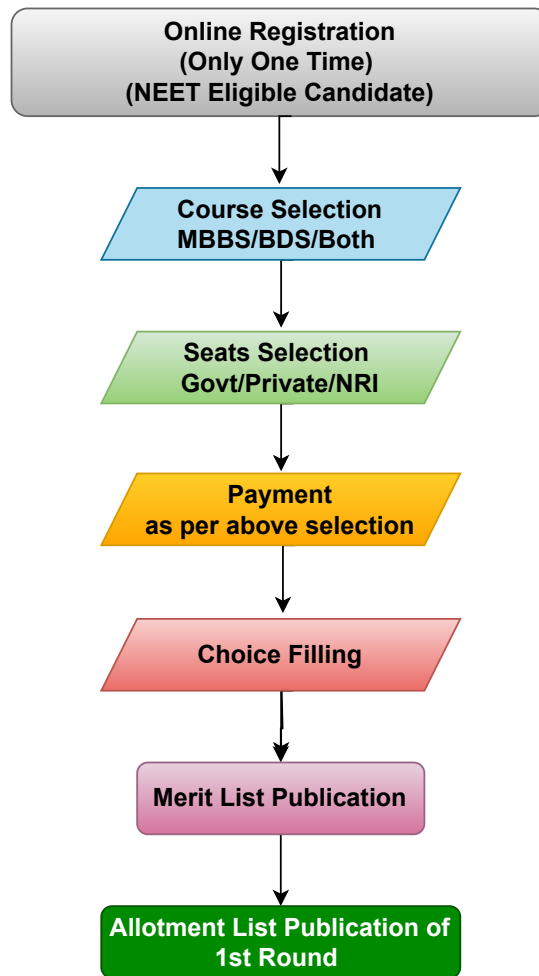 Online Registration
(Only One Time)
(NEET Eligible Candidate)
Course Selection
MBBS/BDS/Both
Seats Selection
Govt/Private/NRI
Payment
as per above selection
Choice Filling
Merit List Publication
Allotment List Publication of
1st Round